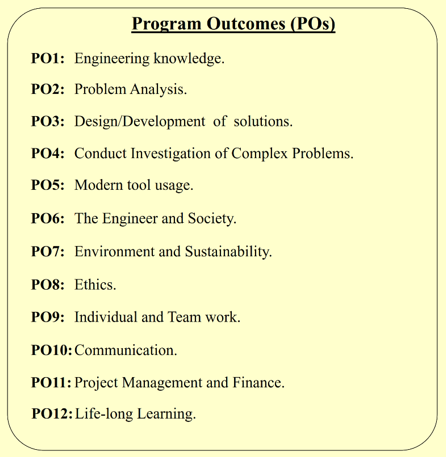 Program Outcomes (POs)
PO1: Engineering knowledge.
PO2: Problem Analysis.
PO3: Design/Development of solutions.
PO4: Conduct Investigation of Complex Problems.
PO5: Modern tool usage.
PO6: The Engineer and Society.
PO7: Environment and Sustainability.
PO8: Ethics.
PO9: Individual and Team work.
PO10: Communication.
PO11: Project Management and Finance.
PO12: Life-long Learning.